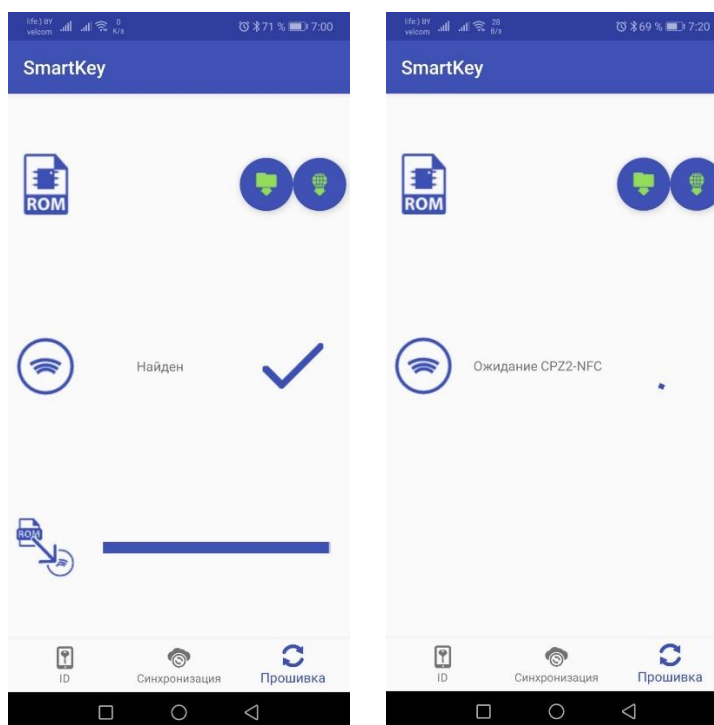 life:) BY
velcom
0
K/s
71 %
7:00
SmartKey
ROM
Найден
ROM
ID
Синхронизация
Прошивка
life:) BY
velcom
28
B/s
69 %
7:20
SmartKey
ROM
Ожидание CPZ2-NFC
ID
Синхронизация
Прошивка